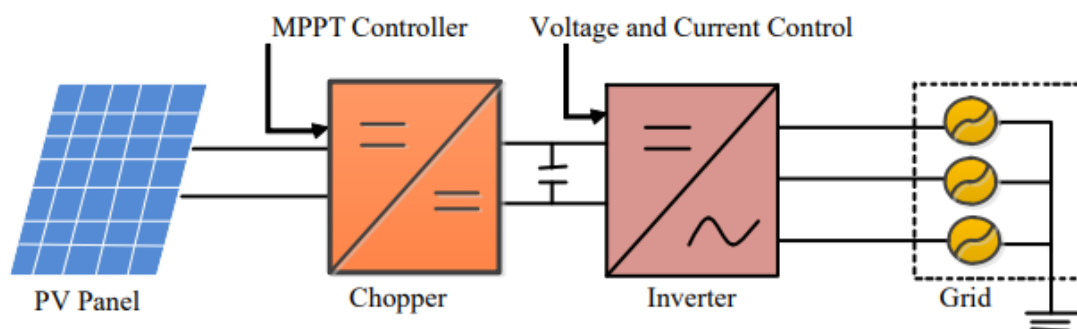 MPPT Controller
Voltage and Current Control
PV Panel
Chopper
Inverter
Grid